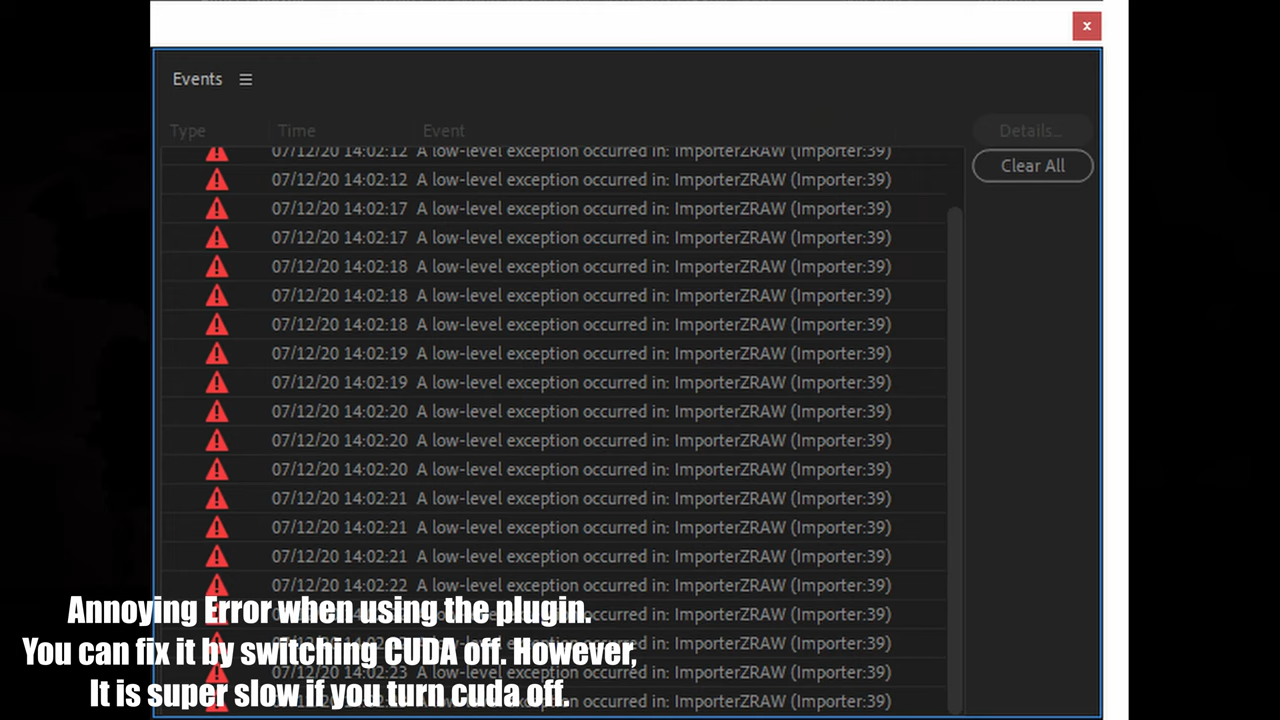 x
Events
Type Time Event Details...
07/12/20 14:02:12 A low-level exception occurred in: ImporterZRAW (Importer:39)
Clear All
07/12/20 14:02:12 A low-level exception occurred in: ImporterZRAW (Importer:39)
07/12/20 14:02:17 A low-level exception occurred in: ImporterZRAW (Importer:39)
07/12/20 14:02:17 A low-level exception occurred in: ImporterZRAW (Importer:39)
07/12/20 14:02:18 A low-level exception occurred in: ImporterZRAW (Importer:39)
07/12/20 14:02:18 A low-level exception occurred in: ImporterZRAW (Importer:39)
07/12/20 14:02:18 A low-level exception occurred in: ImporterZRAW (Importer:39)
07/12/20 14:02:19 A low-level exception occurred in: ImporterZRAW (Importer:39)
07/12/20 14:02:19 A low-level exception occurred in: ImporterZRAW (Importer:39)
07/12/20 14:02:20 A low-level exception occurred in: ImporterZRAW (Importer:39)
07/12/20 14:02:20 A low-level exception occurred in: ImporterZRAW (Importer:39)
07/12/20 14:02:20 A low-level exception occurred in: ImporterZRAW (Importer:39)
07/12/20 14:02:21 A low-level exception occurred in: ImporterZRAW (Importer:39)
07/12/20 14:02:21 A low-level exception occurred in: ImporterZRAW (Importer:39)
07/12/20 14:02:21 A low-level exception occurred in: ImporterZRAW (Importer:39)
07/12/20 14:02:22 A low-level exception occurred in: ImporterZRAW (Importer:39)
ImporterZRAW (Importer:39)
ImporterZRAW (Importer:39)
ImporterZRAW (Importer:39)
ImporterZRAW (Importer:39)
Annoying Error when using the plugin.
You can fix it by switching CUDA off. However,
It is super slow if you turn cuda off.